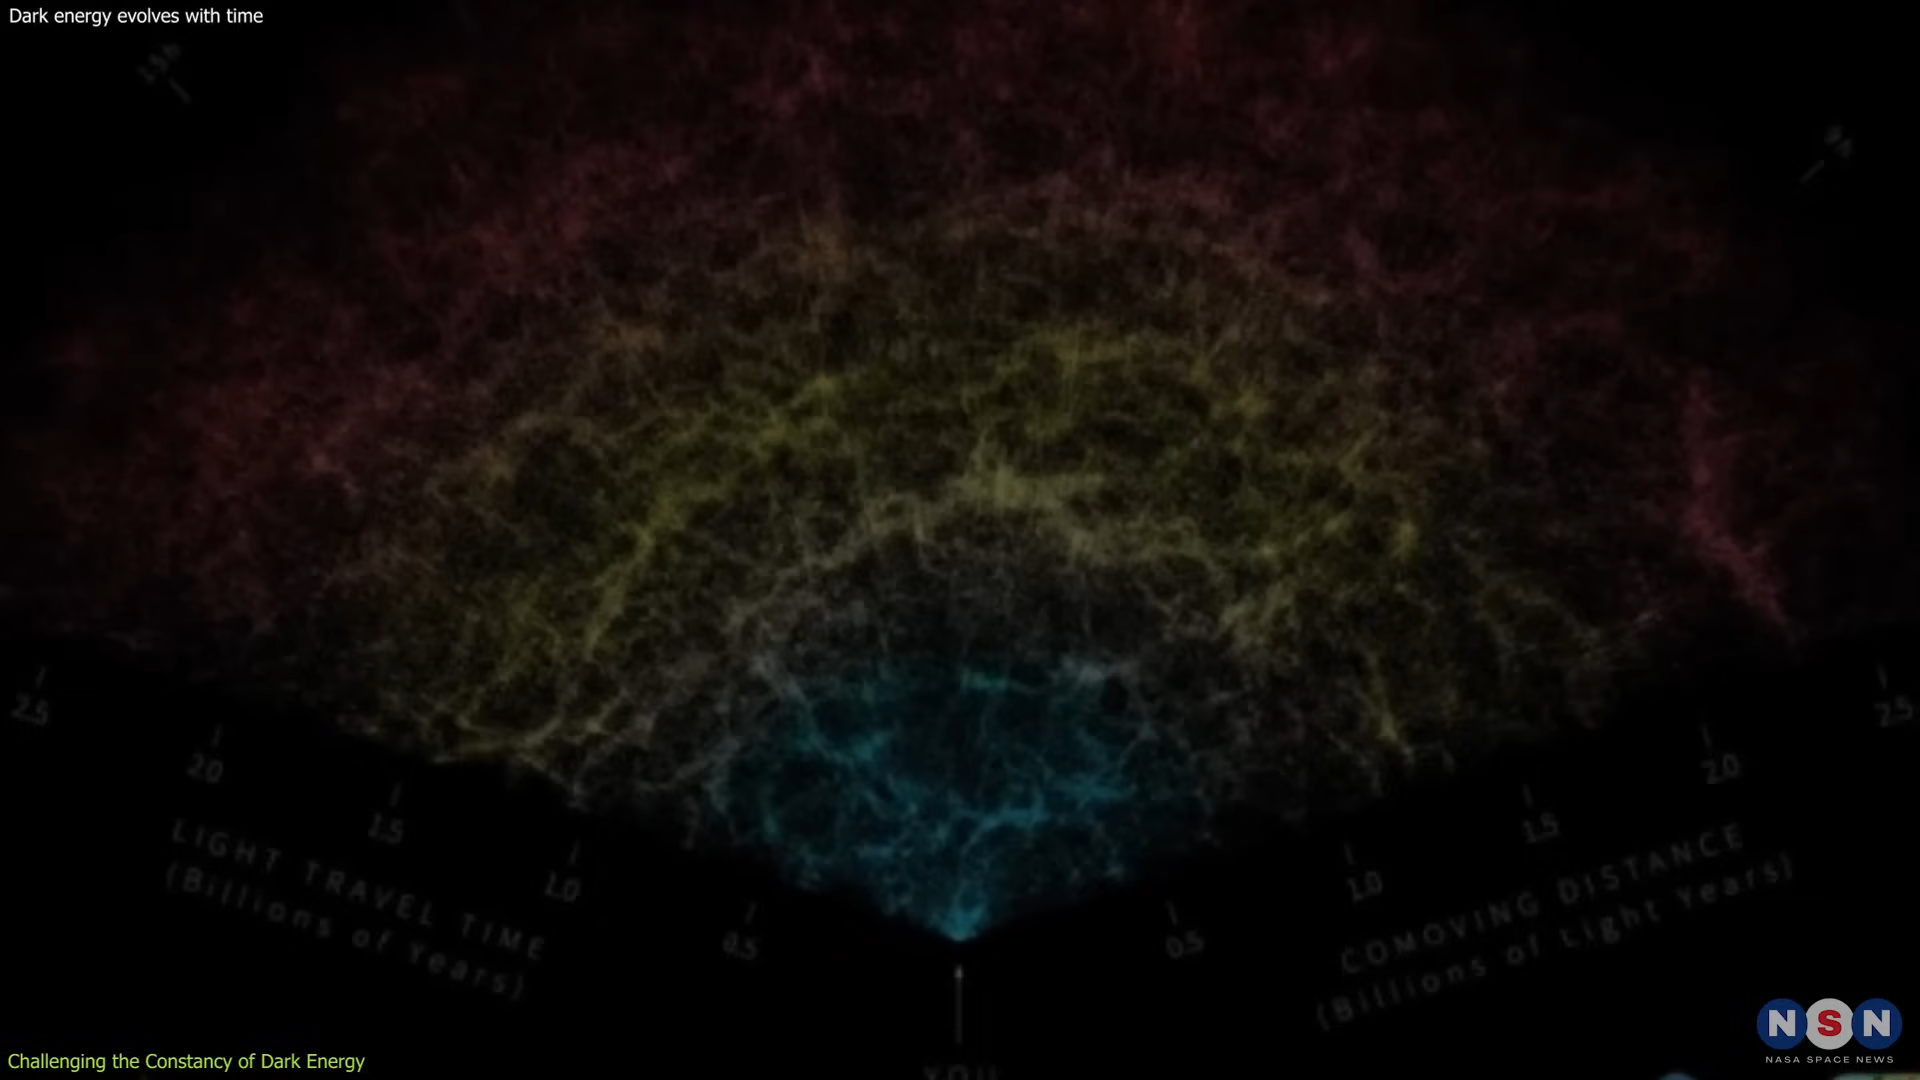 Dark energy evolves with time
2.5
2.5
2.0
2.0
1.5
1.5
1.0
1.0
0.5
0.5
LIGHT TRAVEL TIME
(Billions of Years)
COMOVING DISTANCE
(Billions of Light Years)
YOU
NSN
NASA SPACE NEWS
Challenging the Constancy of Dark Energy